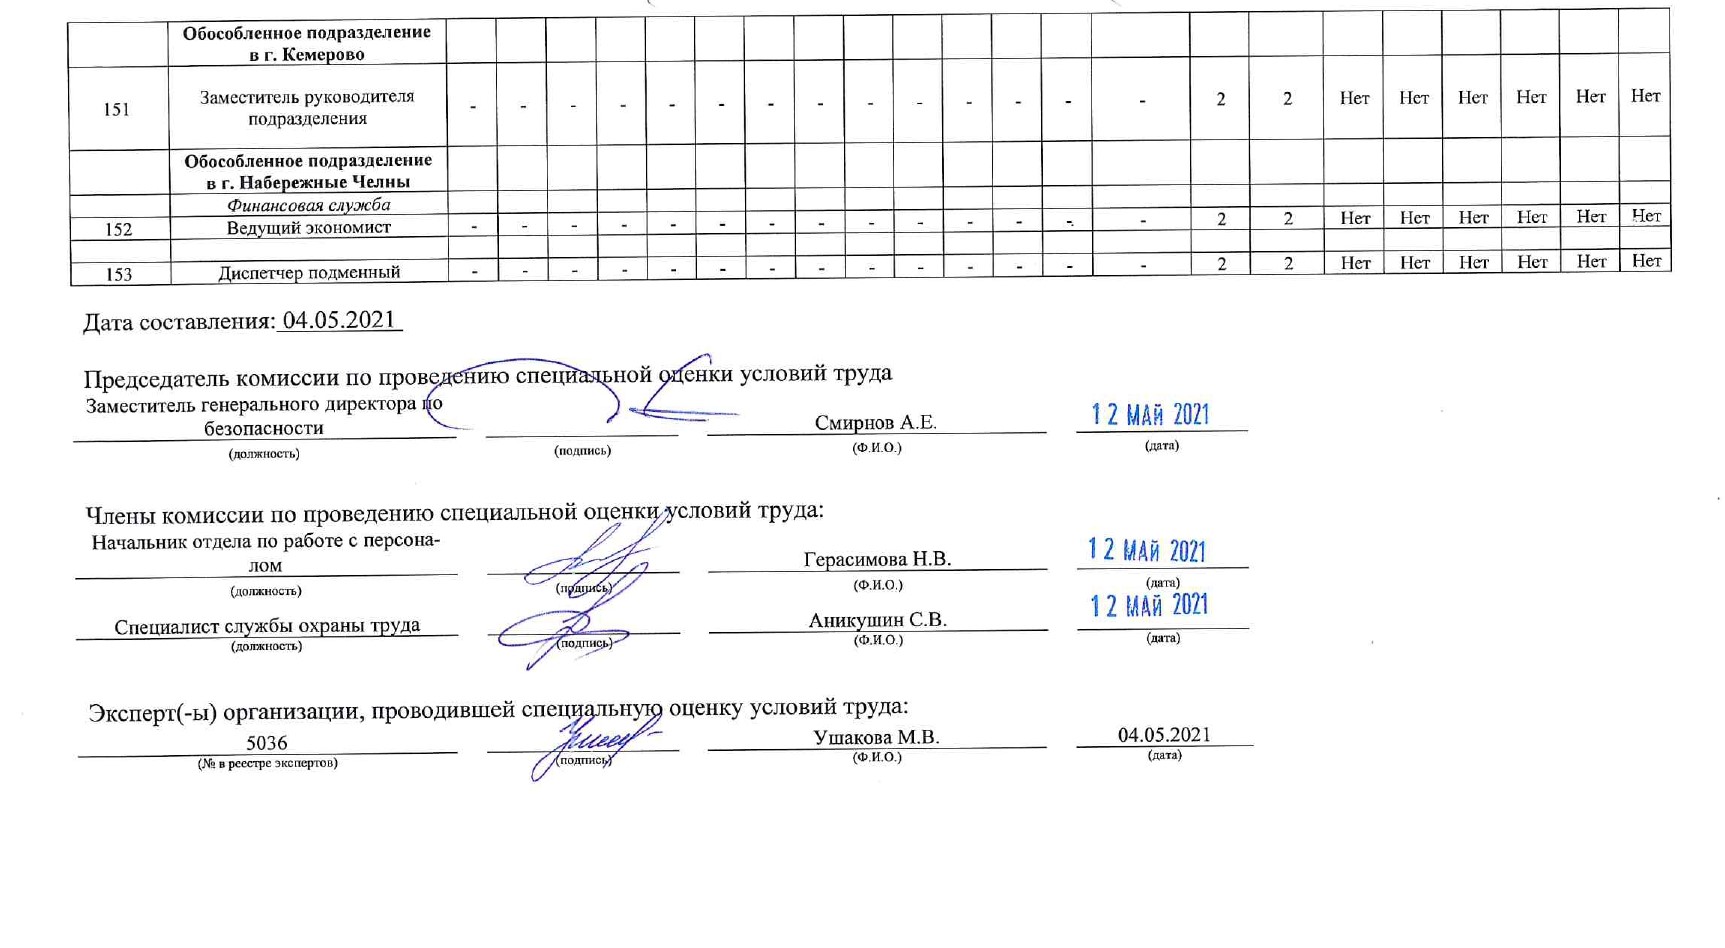 Обособленное подразделение
в г. Кемерово
151 Заместитель руководителя подразделения - - - - - - - - - - - - - - 2 2 Нет Нет Нет Нет Нет Нет
Обособленное подразделение
в г. Набережные Челны
Финансовая служба
152 Ведущий экономист - - - - - - - - - - - - - - 2 2 Нет Нет Нет Нет Нет Нет
153 Диспетчер подменный - - - - - - - - - - - - - - 2 2 Нет Нет Нет Нет Нет Нет
Дата составления: 04.05.2021
Председатель комиссии по проведению специальной оценки условий труда
Заместитель генерального директора по
безопасности Смирнов А.Е. 12 МАЙ 2021
(должность) (подпись) (Ф.И.О.) (дата)
Члены комиссии по проведению специальной оценки условий труда:
Начальник отдела по работе с персона-
лом Герасимова Н.В. 12 МАЙ 2021
(должность) (подпись) (Ф.И.О.) (дата)
Специалист службы охраны труда Аникушин С.В. 12 МАЙ 2021
(должность) (подпись) (Ф.И.О.) (дата)
Эксперт(-ы) организации, проводившей специальную оценку условий труда:
5036 Ушакова М.В. 04.05.2021
(№ в реестре экспертов) (подпись) (Ф.И.О.) (дата)